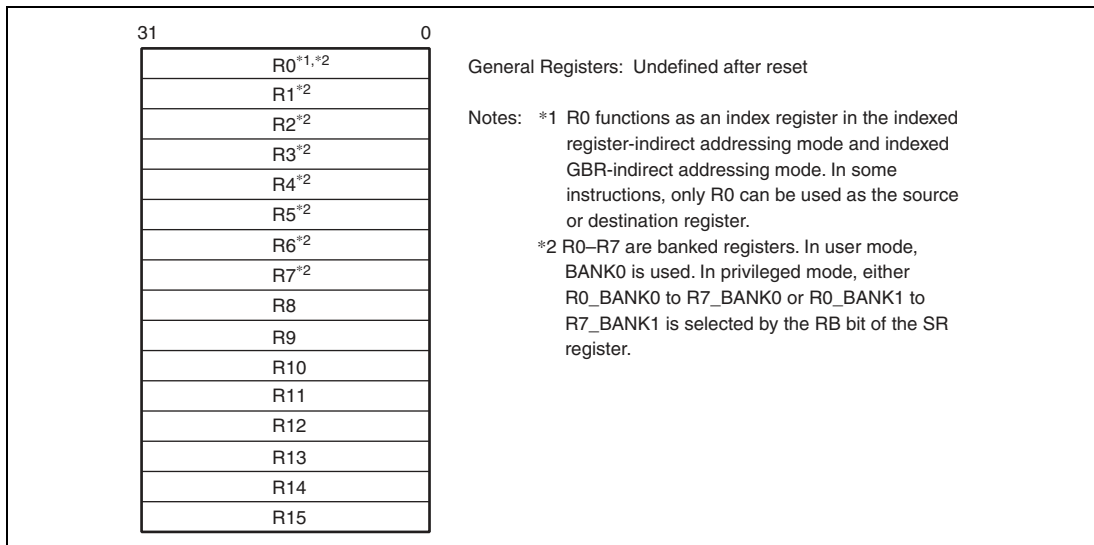 31 0
R0*1,*2
R1*2
R2*2
R3*2
R4*2
R5*2
R6*2
R7*2
R8
R9
R10
R11
R12
R13
R14
R15
General Registers: Undefined after reset
Notes: *1 R0 functions as an index register in the indexed
register-indirect addressing mode and indexed
GBR-indirect addressing mode. In some
instructions, only R0 can be used as the source
or destination register.
*2 R0–R7 are banked registers. In user mode,
BANK0 is used. In privileged mode, either
R0_BANK0 to R7_BANK0 or R0_BANK1 to
R7_BANK1 is selected by the RB bit of the SR
register.